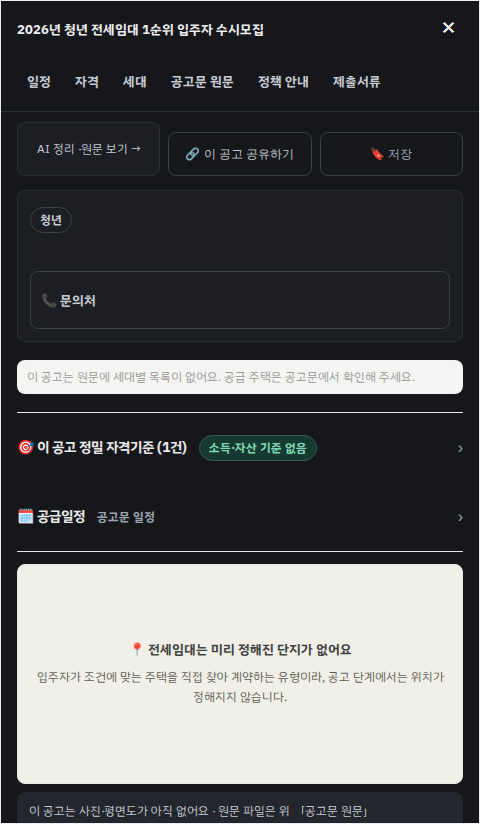 2026년 청년 전세임대 1순위 입주자 수시모집
일정 자격 세대 공고문 원문 정책 안내 제출서류
AI 정리 ·원문 보기 → 이 공고 공유하기 저장
청년
문의처
이 공고는 원문에 세대별 목록이 없어요. 공급 주택은 공고문에서 확인해 주세요.
이 공고 정밀 자격기준 (1건) 소득·자산 기준 없음 ›
공급일정 공고문 일정 ›
전세임대는 미리 정해진 단지가 없어요
입주자가 조건에 맞는 주택을 직접 찾아 계약하는 유형이라, 공고 단계에서는 위치가
정해지지 않습니다.
이 공고는 사진·평면도가 아직 없어요 · 원문 파일은 위 「공고문 원문」